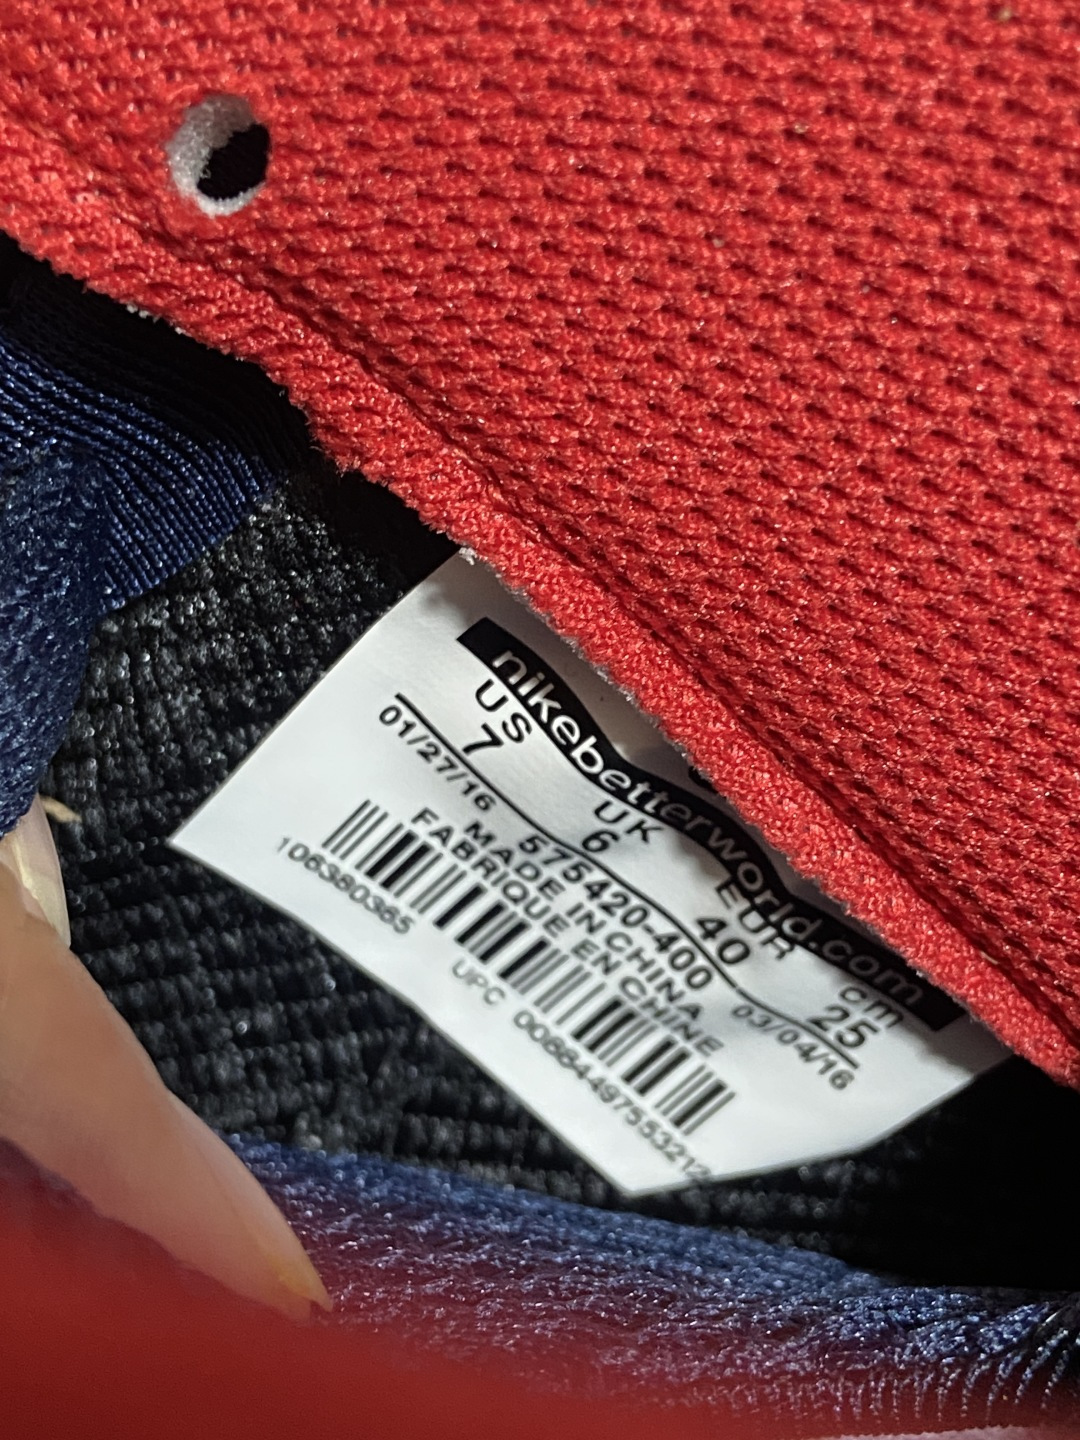 nikebetterworld.com
US UK EUR cm
7 6 40 25
01/27/16 575420-400 03/04/16
MADE IN CHINA
FABRIQUE EN CHINE
1063803655
UPC 00884497553212